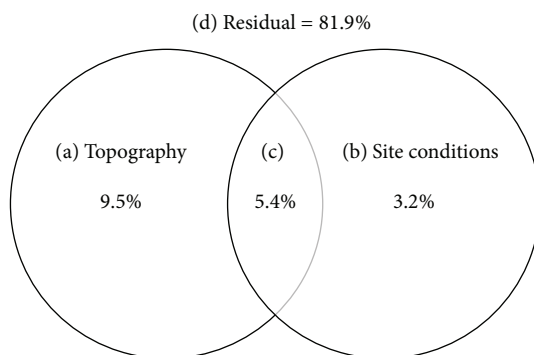 (d) Residual = 81.9%
(a) Topography
(c)
(b) Site conditions
9.5%
5.4%
3.2%